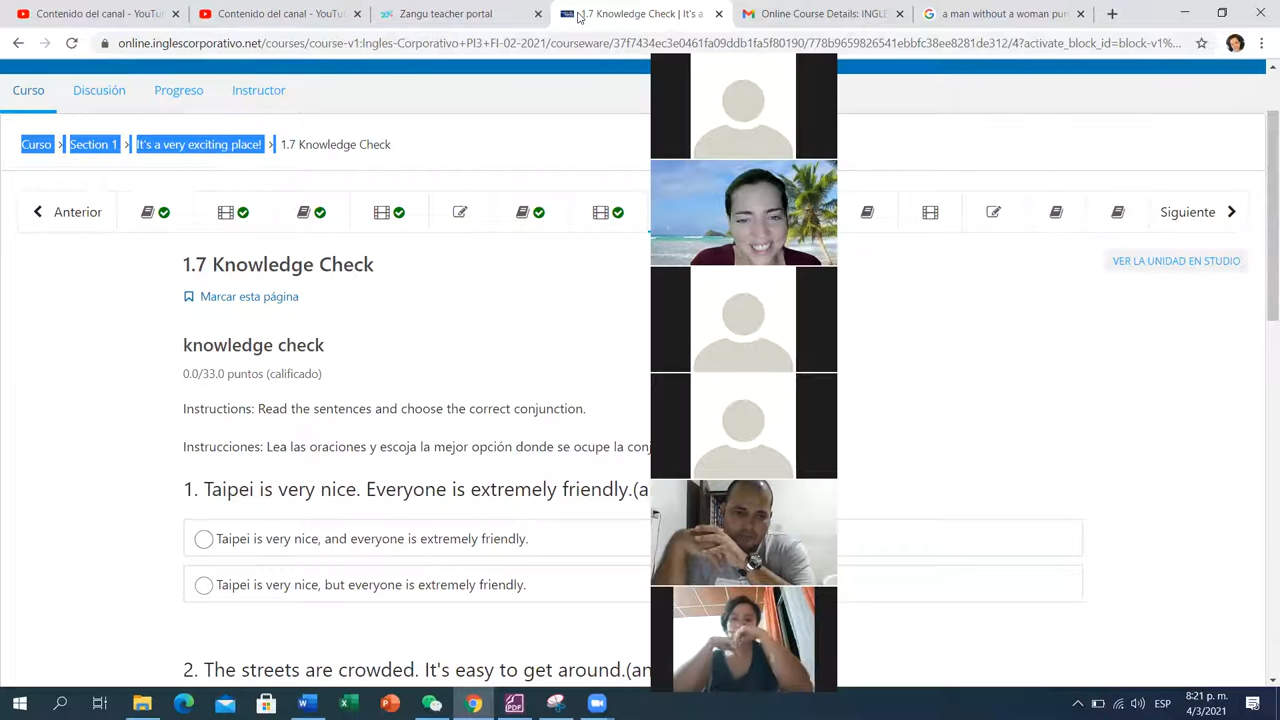 Contenido del curso - YouT
Contenido del curso - YouT
Zangu teacher portal
1.7 Knowledge Check | It's a
Online Course Details: INGLE
a man without a woman pun
online.inglescorporativo.net/courses/course-v1:Ingles-Corporativo+PI3+FI-02-2021/courseware/37f7434ec3e0461fa09ddb1fa5f80190/778b9659826541ebbfc38ee8281de312/4?activate_block_id=block-v1%...
Curso Discusión Progreso Instructor
Curso > Section 1 > It's a very exciting place! > 1.7 Knowledge Check
Anterior
Siguiente
1.7 Knowledge Check
VER LA UNIDAD EN STUDIO
Marcar esta página
knowledge check
0.0/33.0 puntos (calificado)
Instructions: Read the sentences and choose the correct conjunction.
Instrucciones: Lea las oraciones y escoja la mejor opción donde se ocupe la conj
1. Taipei is very nice. Everyone is extremely friendly.(a
Taipei is very nice, and everyone is extremely friendly.
Taipei is very nice, but everyone is extremely friendly.
2. The streets are crowded. It's easy to get around.(an
ESP
8:21 p. m.
4/3/2021